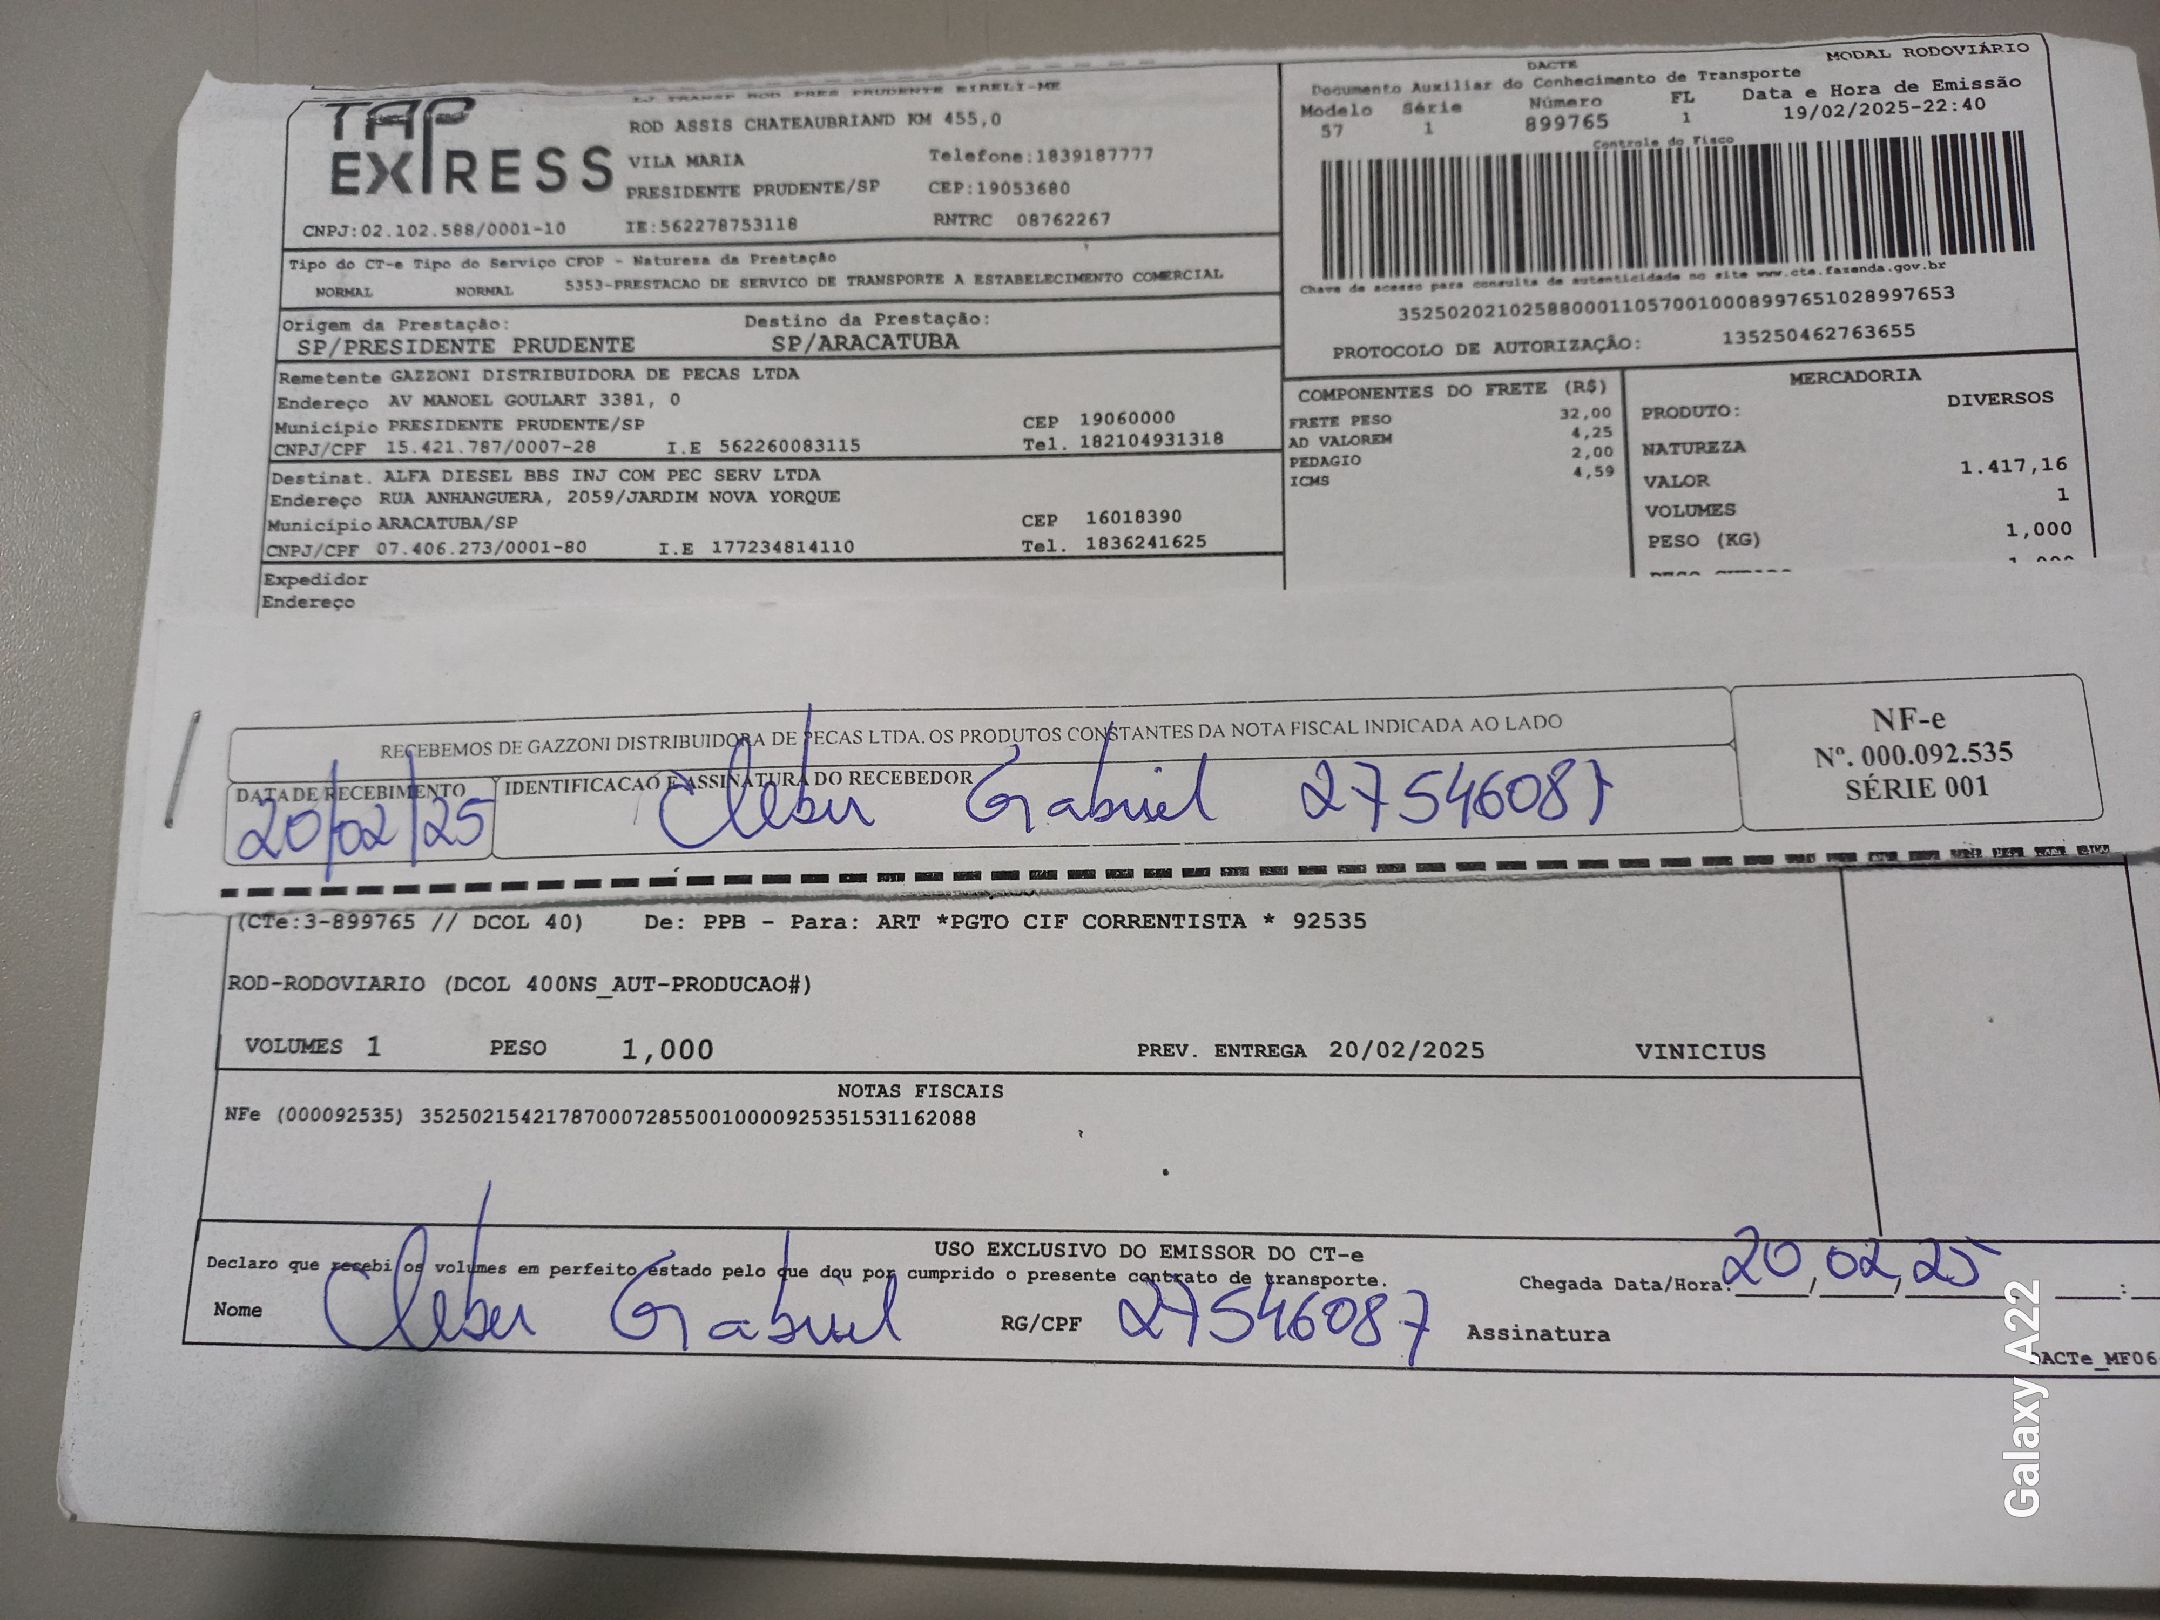 TAP
EXPRESS
LJ TRANSP ROD PRES PRUDENTE EIRELI-ME
ROD ASSIS CHATEAUBRIAND KM 455,0
VILA MARIA Telefone:1839187777
PRESIDENTE PRUDENTE/SP CEP:19053680
CNPJ:02.102.588/0001-10 IE:562278753118 RNTRC 08762267
DACTE MODAL RODOVIÁRIO
Documento Auxiliar do Conhecimento de Transporte
Modelo Série Número FL Data e Hora de Emissão
57 1 899765 1 19/02/2025-22:40
Controle do Fisco
Chave de acesso para consulta de autenticidade no site www.cte.fazenda.gov.br
35250202102588000110570010008997651028997653
PROTOCOLO DE AUTORIZAÇÃO: 135250462763655
Tipo do CT-e Tipo do Serviço CFOP - Natureza da Prestação
NORMAL NORMAL 5353-PRESTACAO DE SERVICO DE TRANSPORTE A ESTABELECIMENTO COMERCIAL
Origem da Prestação: Destino da Prestação:
SP/PRESIDENTE PRUDENTE SP/ARACATUBA
Remetente GAZZONI DISTRIBUIDORA DE PECAS LTDA
Endereço AV MANOEL GOULART 3381, 0
Município PRESIDENTE PRUDENTE/SP CEP 19060000
CNPJ/CPF 15.421.787/0007-28 I.E 562260083115 Tel. 182104931318
Destinat. ALFA DIESEL BBS INJ COM PEC SERV LTDA
Endereço RUA ANHANGUERA, 2059/JARDIM NOVA YORQUE
Município ARACATUBA/SP CEP 16018390
CNPJ/CPF 07.406.273/0001-80 I.E 177234814110 Tel. 1836241625
Expedidor
Endereço
COMPONENTES DO FRETE (R$)
FRETE PESO 32,00
AD VALOREM 4,25
PEDAGIO 2,00
ICMS 4,59
MERCADORIA
PRODUTO: DIVERSOS
NATUREZA
VALOR 1.417,16
VOLUMES 1
PESO (KG) 1,000
RECEBEMOS DE GAZZONI DISTRIBUIDORA DE PECAS LTDA. OS PRODUTOS CONSTANTES DA NOTA FISCAL INDICADA AO LADO
DATA DE RECEBIMENTO IDENTIFICACAO E ASSINATURA DO RECEBEDOR
20/02/25 Cleber Gabriel 27546087
NF-e
Nº. 000.092.535
SÉRIE 001
(CTe:3-899765 // DCOL 40) De: PPB - Para: ART *PGTO CIF CORRENTISTA * 92535
ROD-RODOVIARIO (DCOL 400NS_AUT-PRODUCAO#)
VOLUMES 1 PESO 1,000 PREV. ENTREGA 20/02/2025 VINICIUS
NOTAS FISCAIS
NFe (000092535) 35250215421787000728550010000925351531162088
USO EXCLUSIVO DO EMISSOR DO CT-e
Declaro que recebi os volumes em perfeito estado pelo que dou por cumprido o presente contrato de transporte.
Chegada Data/Hora: 20/02/25 :
Nome Cleber Gabriel RG/CPF 27546087 Assinatura
DACTe_MF06
Galaxy A22